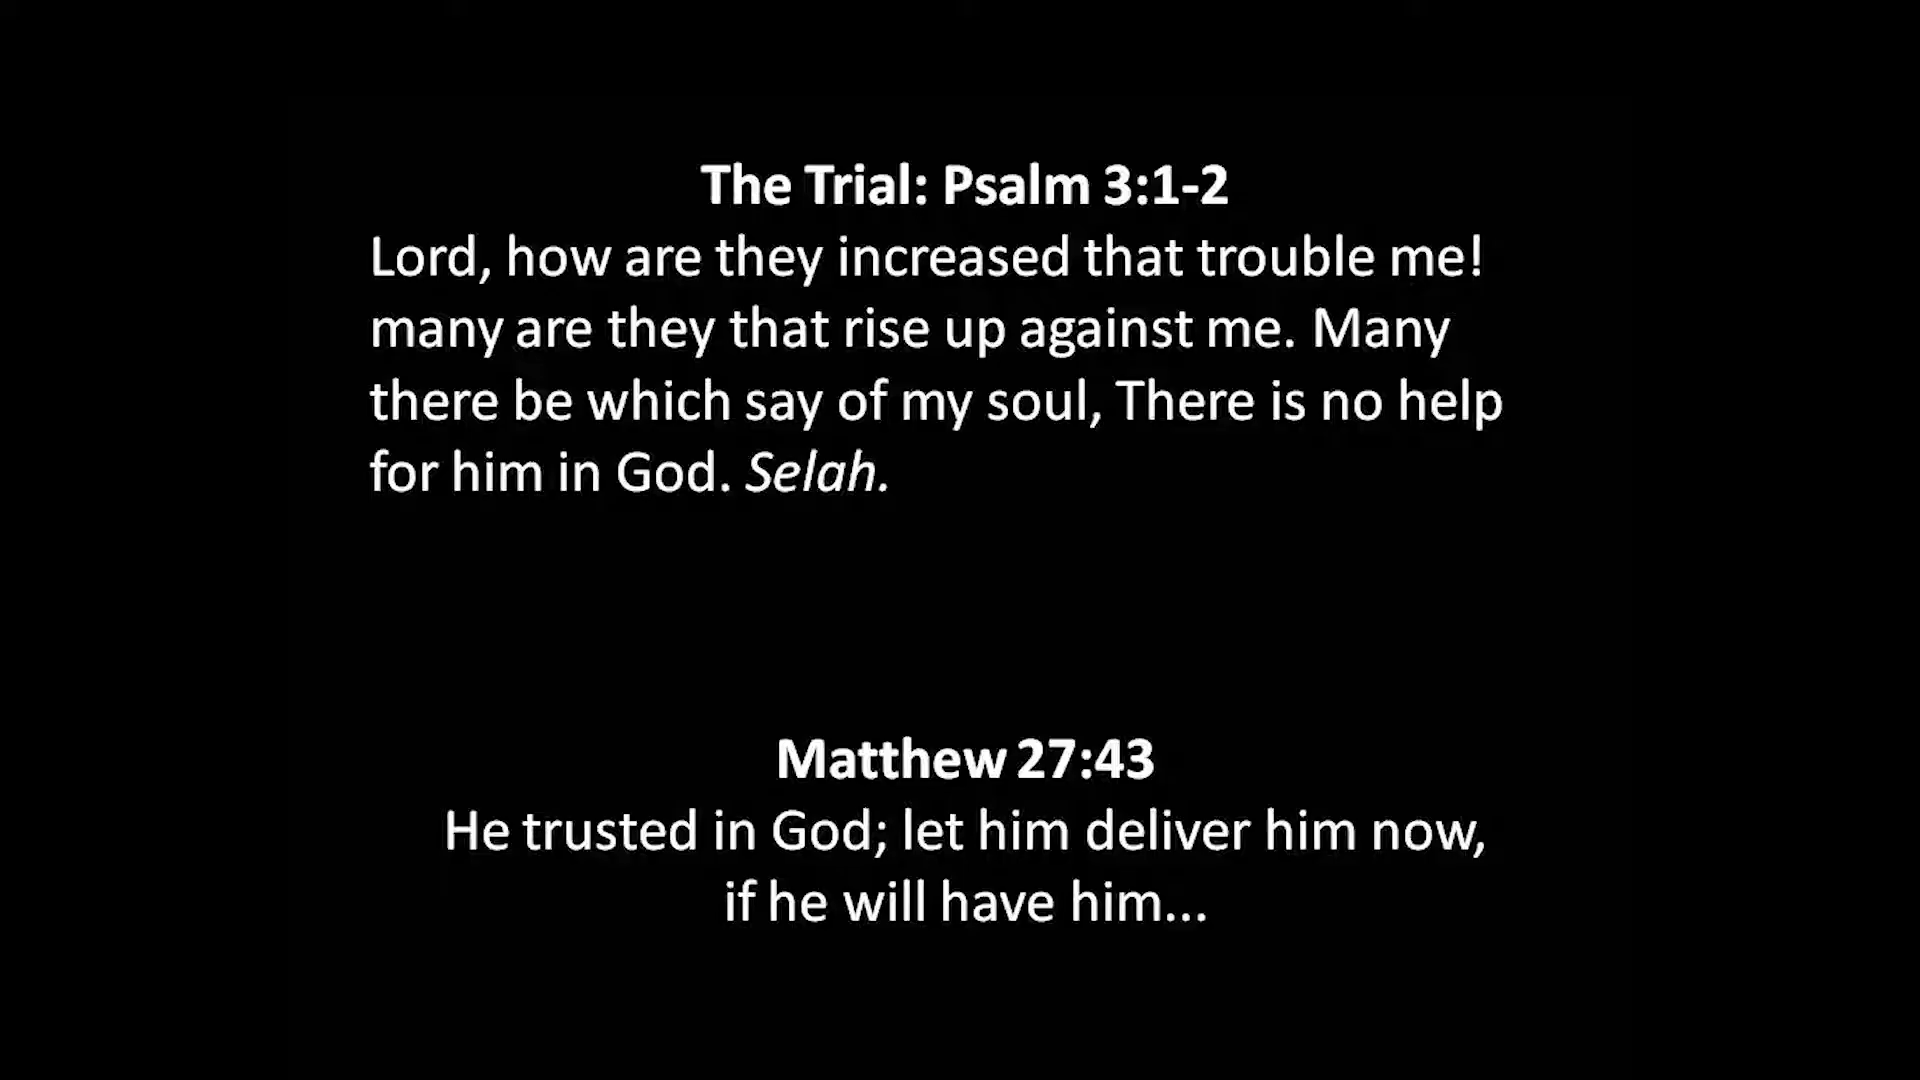 The Trial: Psalm 3:1-2
Lord, how are they increased that trouble me!
many are they that rise up against me. Many
there be which say of my soul, There is no help
for him in God. Selah.
Matthew 27:43
He trusted in God; let him deliver him now,
if he will have him...